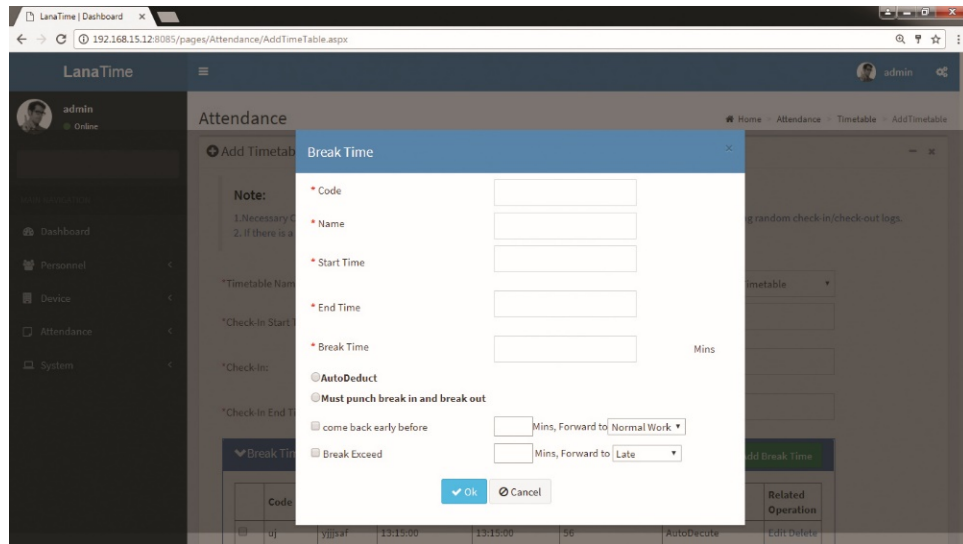 LanaTime | Dashboard
192.168.15.12:8085/pages/Attendance/AddTimeTable.aspx
LanaTime
admin
admin
Online
Attendance
Home > Attendance > Timetable > AddTimetable
Add Timetab
Break Time
Note:
1.Necessary C
g random check-in/check-out logs.
2. If there is a
Dashboard
Personnel
Device
Attendance
System
*Timetable Nam
imetable
*Check-In Start T
*Check-In:
*Check In End Ti
* Code
* Name
* Start Time
* End Time
* Break Time
Mins
AutoDeduct
Must punch break in and break out
come back early before
Mins, Forward to Normal Work
Break Exceed
Mins, Forward to Late
Ok
Cancel
Break Tim
dd Break Time
Code
Related Operation
uj
yjjjsaf
13:15:00
13:15:00
56
AutoDecute
Edit Delete